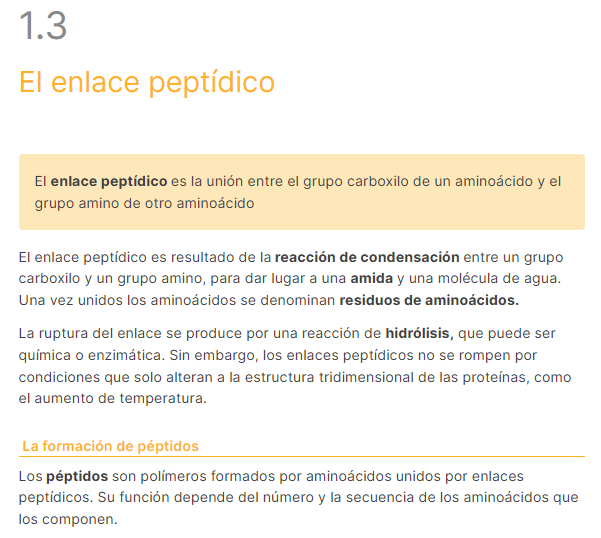 1.3
El enlace peptídico
El enlace peptídico es la unión entre el grupo carboxilo de un aminoácido y el
grupo amino de otro aminoácido
El enlace peptídico es resultado de la reacción de condensación entre un grupo
carboxilo y un grupo amino, para dar lugar a una amida y una molécula de agua.
Una vez unidos los aminoácidos se denominan residuos de aminoácidos.
La ruptura del enlace se produce por una reacción de hidrólisis, que puede ser
química o enzimática. Sin embargo, los enlaces peptídicos no se rompen por
condiciones que solo alteran a la estructura tridimensional de las proteínas, como
el aumento de temperatura.
La formación de péptidos
Los péptidos son polímeros formados por aminoácidos unidos por enlaces
peptídicos. Su función depende del número y la secuencia de los aminoácidos que
los componen.